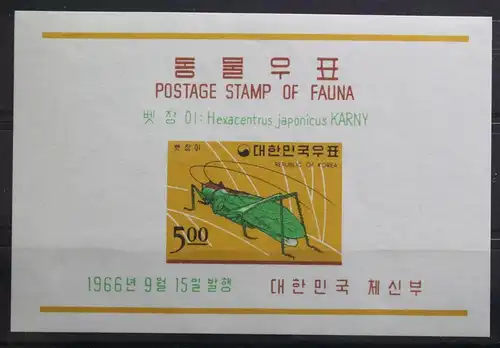 동물우표
POSTAGE STAMP OF FAUNA
벳장이: Hexacentrus japonicus KARNY
벳장이 대한민국우표
REPUBLIC OF KOREA
5.00
1966년 9월 15일 발행 대한민국 체신부